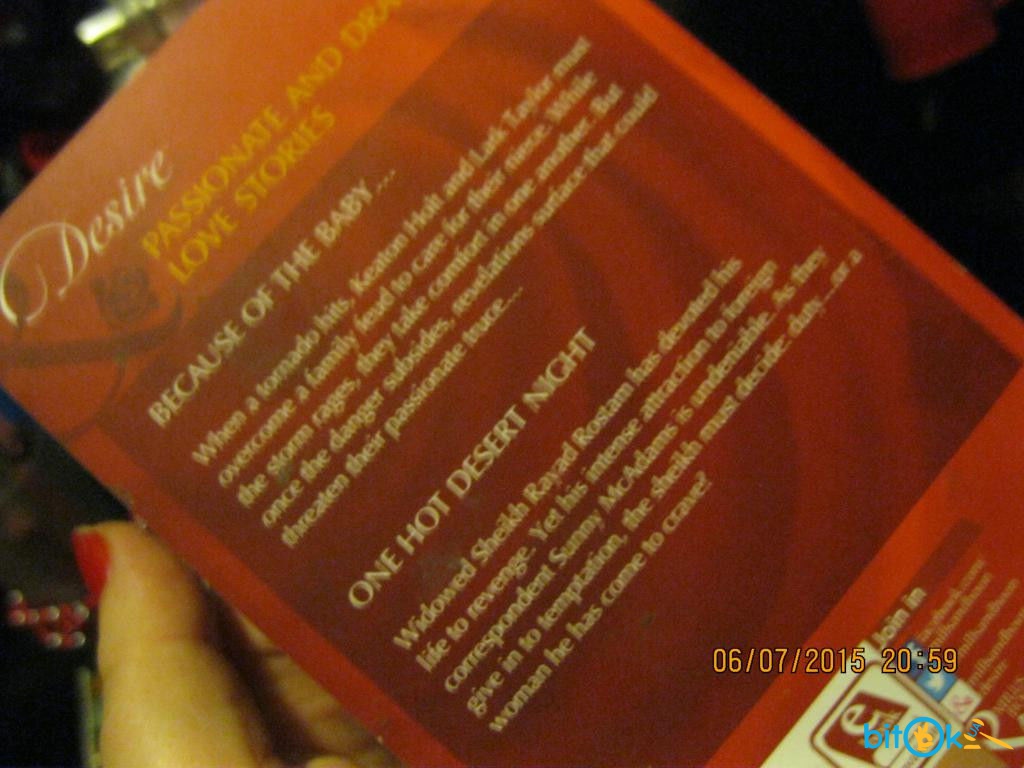 Desire
PASSIONATE AND DRA
LOVE STORIES
BECAUSE OF THE BABY...
When a tornado hits, Keaton Holt and Lark Taylor must
overcome a family feud to care for their niece. While
the storm rages, they take comfort in one another. But
once the danger subsides, revelations surface that could
threaten their passionate truce...
ONE HOT DESERT NIGHT
Widowed Sheikh Rayad Rostam has devoted his
life to revenge. Yet his intense attraction to foreign
correspondent Sunny McAdams is undeniable. As they
give in to temptation, the sheikh must decide: duty...or a
woman he has come to crave?
Join in
06/07/2015 20:59
bitOk